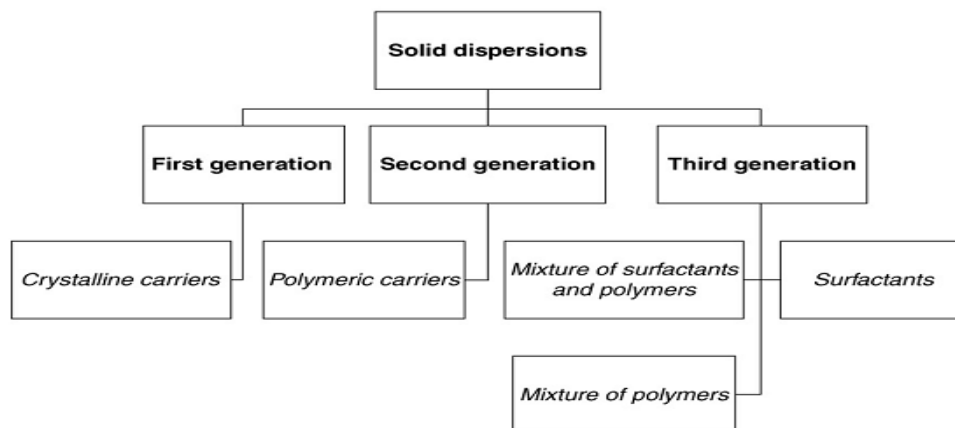 Solid dispersions
First generation
Second generation
Third generation
Crystalline carriers
Polymeric carriers
Mixture of surfactants
and polymers
Surfactants
Mixture of polymers